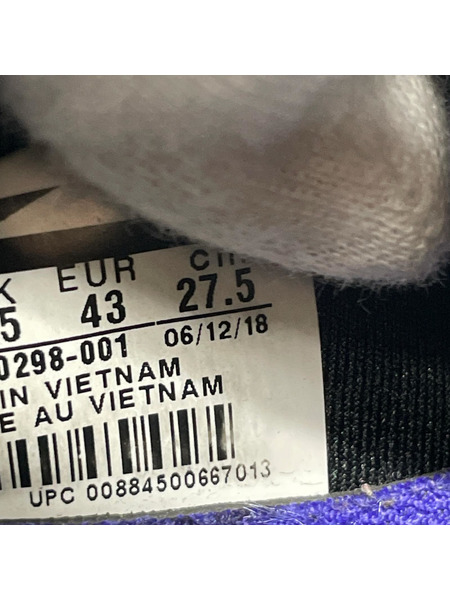 K EUR CM
5 43 27.5
0298-001 06/12/18
IN VIETNAM
E AU VIETNAM
UPC 00884500667013